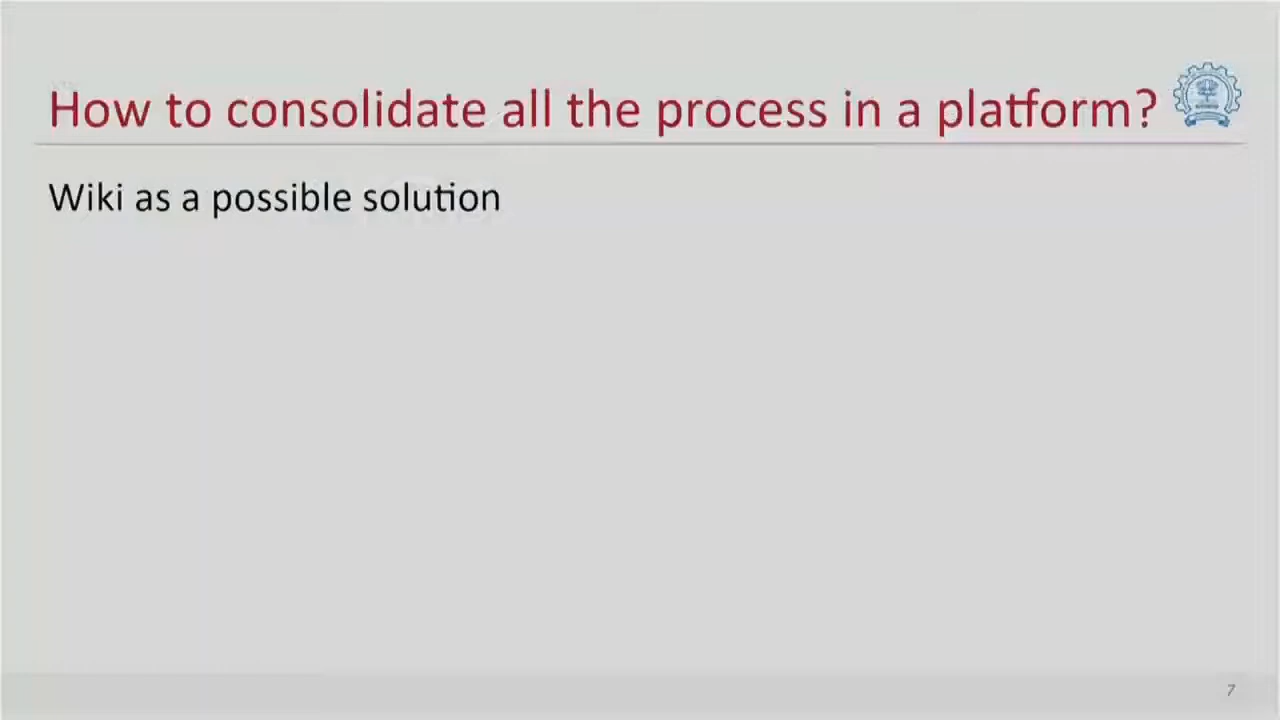 How to consolidate all the process in a platform?
Wiki as a possible solution
7